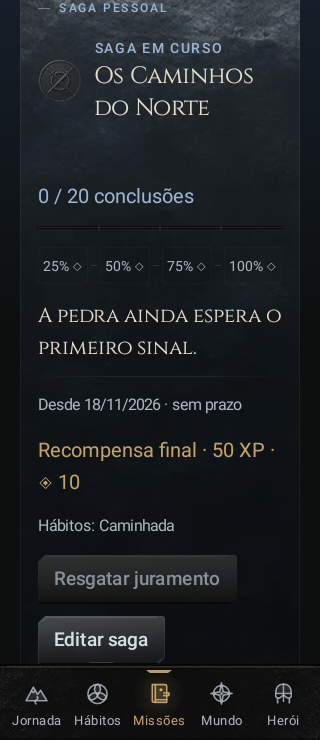 — SAGA PESSOAL
SAGA EM CURSO
Os Caminhos
do Norte
0 / 20 conclusões
25% ◇ – 50% ◇ – 75% ◇ – 100% ◇
A pedra ainda espera o
primeiro sinal.
Desde 18/11/2026 · sem prazo
Recompensa final · 50 XP ·
◈ 10
Hábitos: Caminhada
Resgatar juramento
Editar saga
Jornada Hábitos Missões Mundo Herói